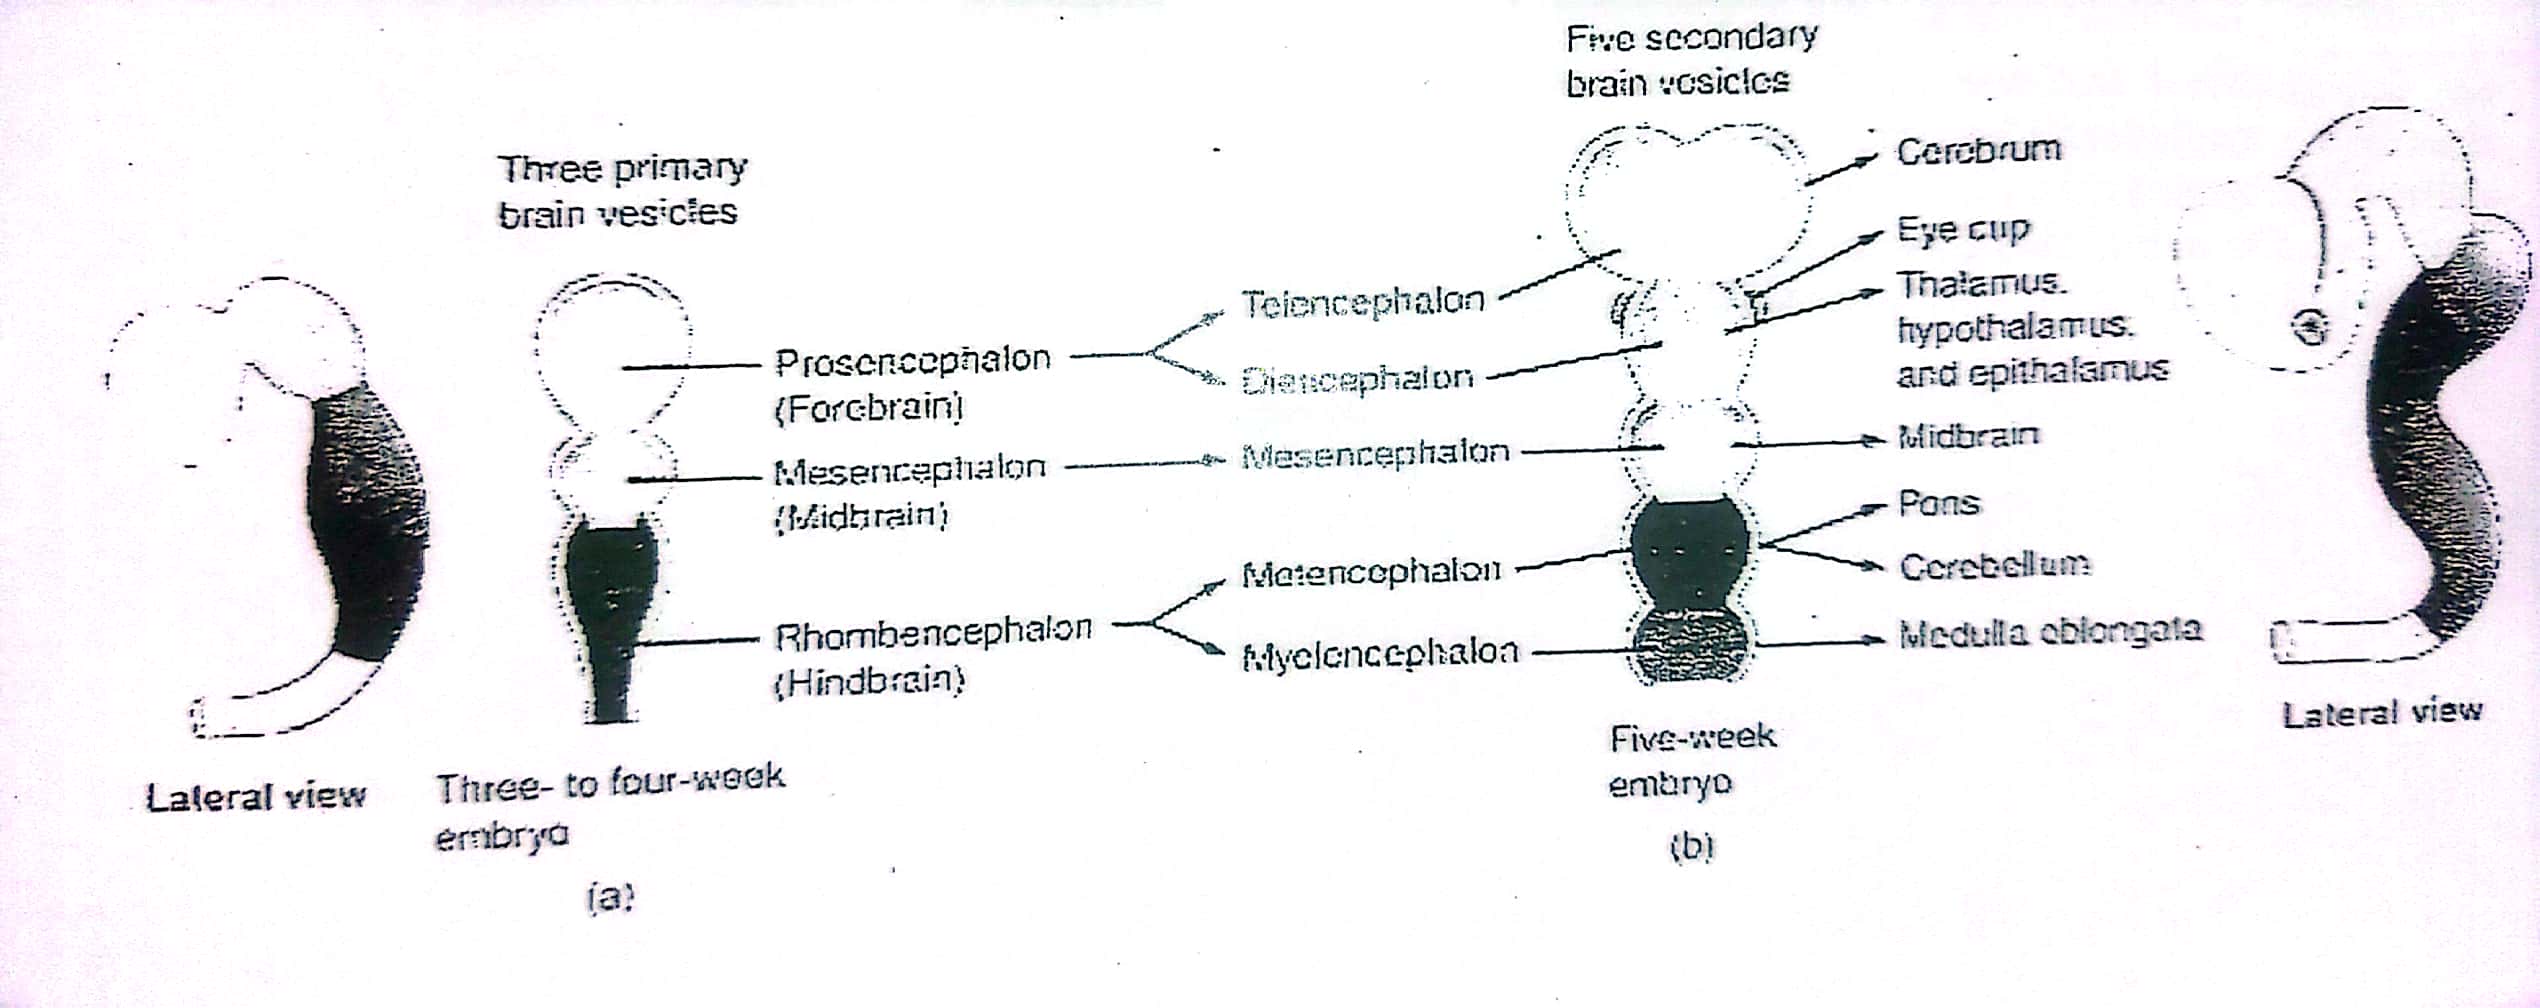 Three primary
brain vesicles
Prosencephalon
(Forebrain)
Mesencephalon
(Midbrain)
Rhombencephalon
(Hindbrain)
Lateral view
Three- to four-week
embryo
(a)
Telencephalon
Diencephalon
Mesencephalon
Metencephalon
Myelencephalon
Five secondary
brain vesicles
Cerebrum
Eye cup
Thalamus,
hypothalamus,
and epithalamus
Midbrain
Pons
Cerebellum
Medulla oblongata
Five-week
embryo
(b)
Lateral view